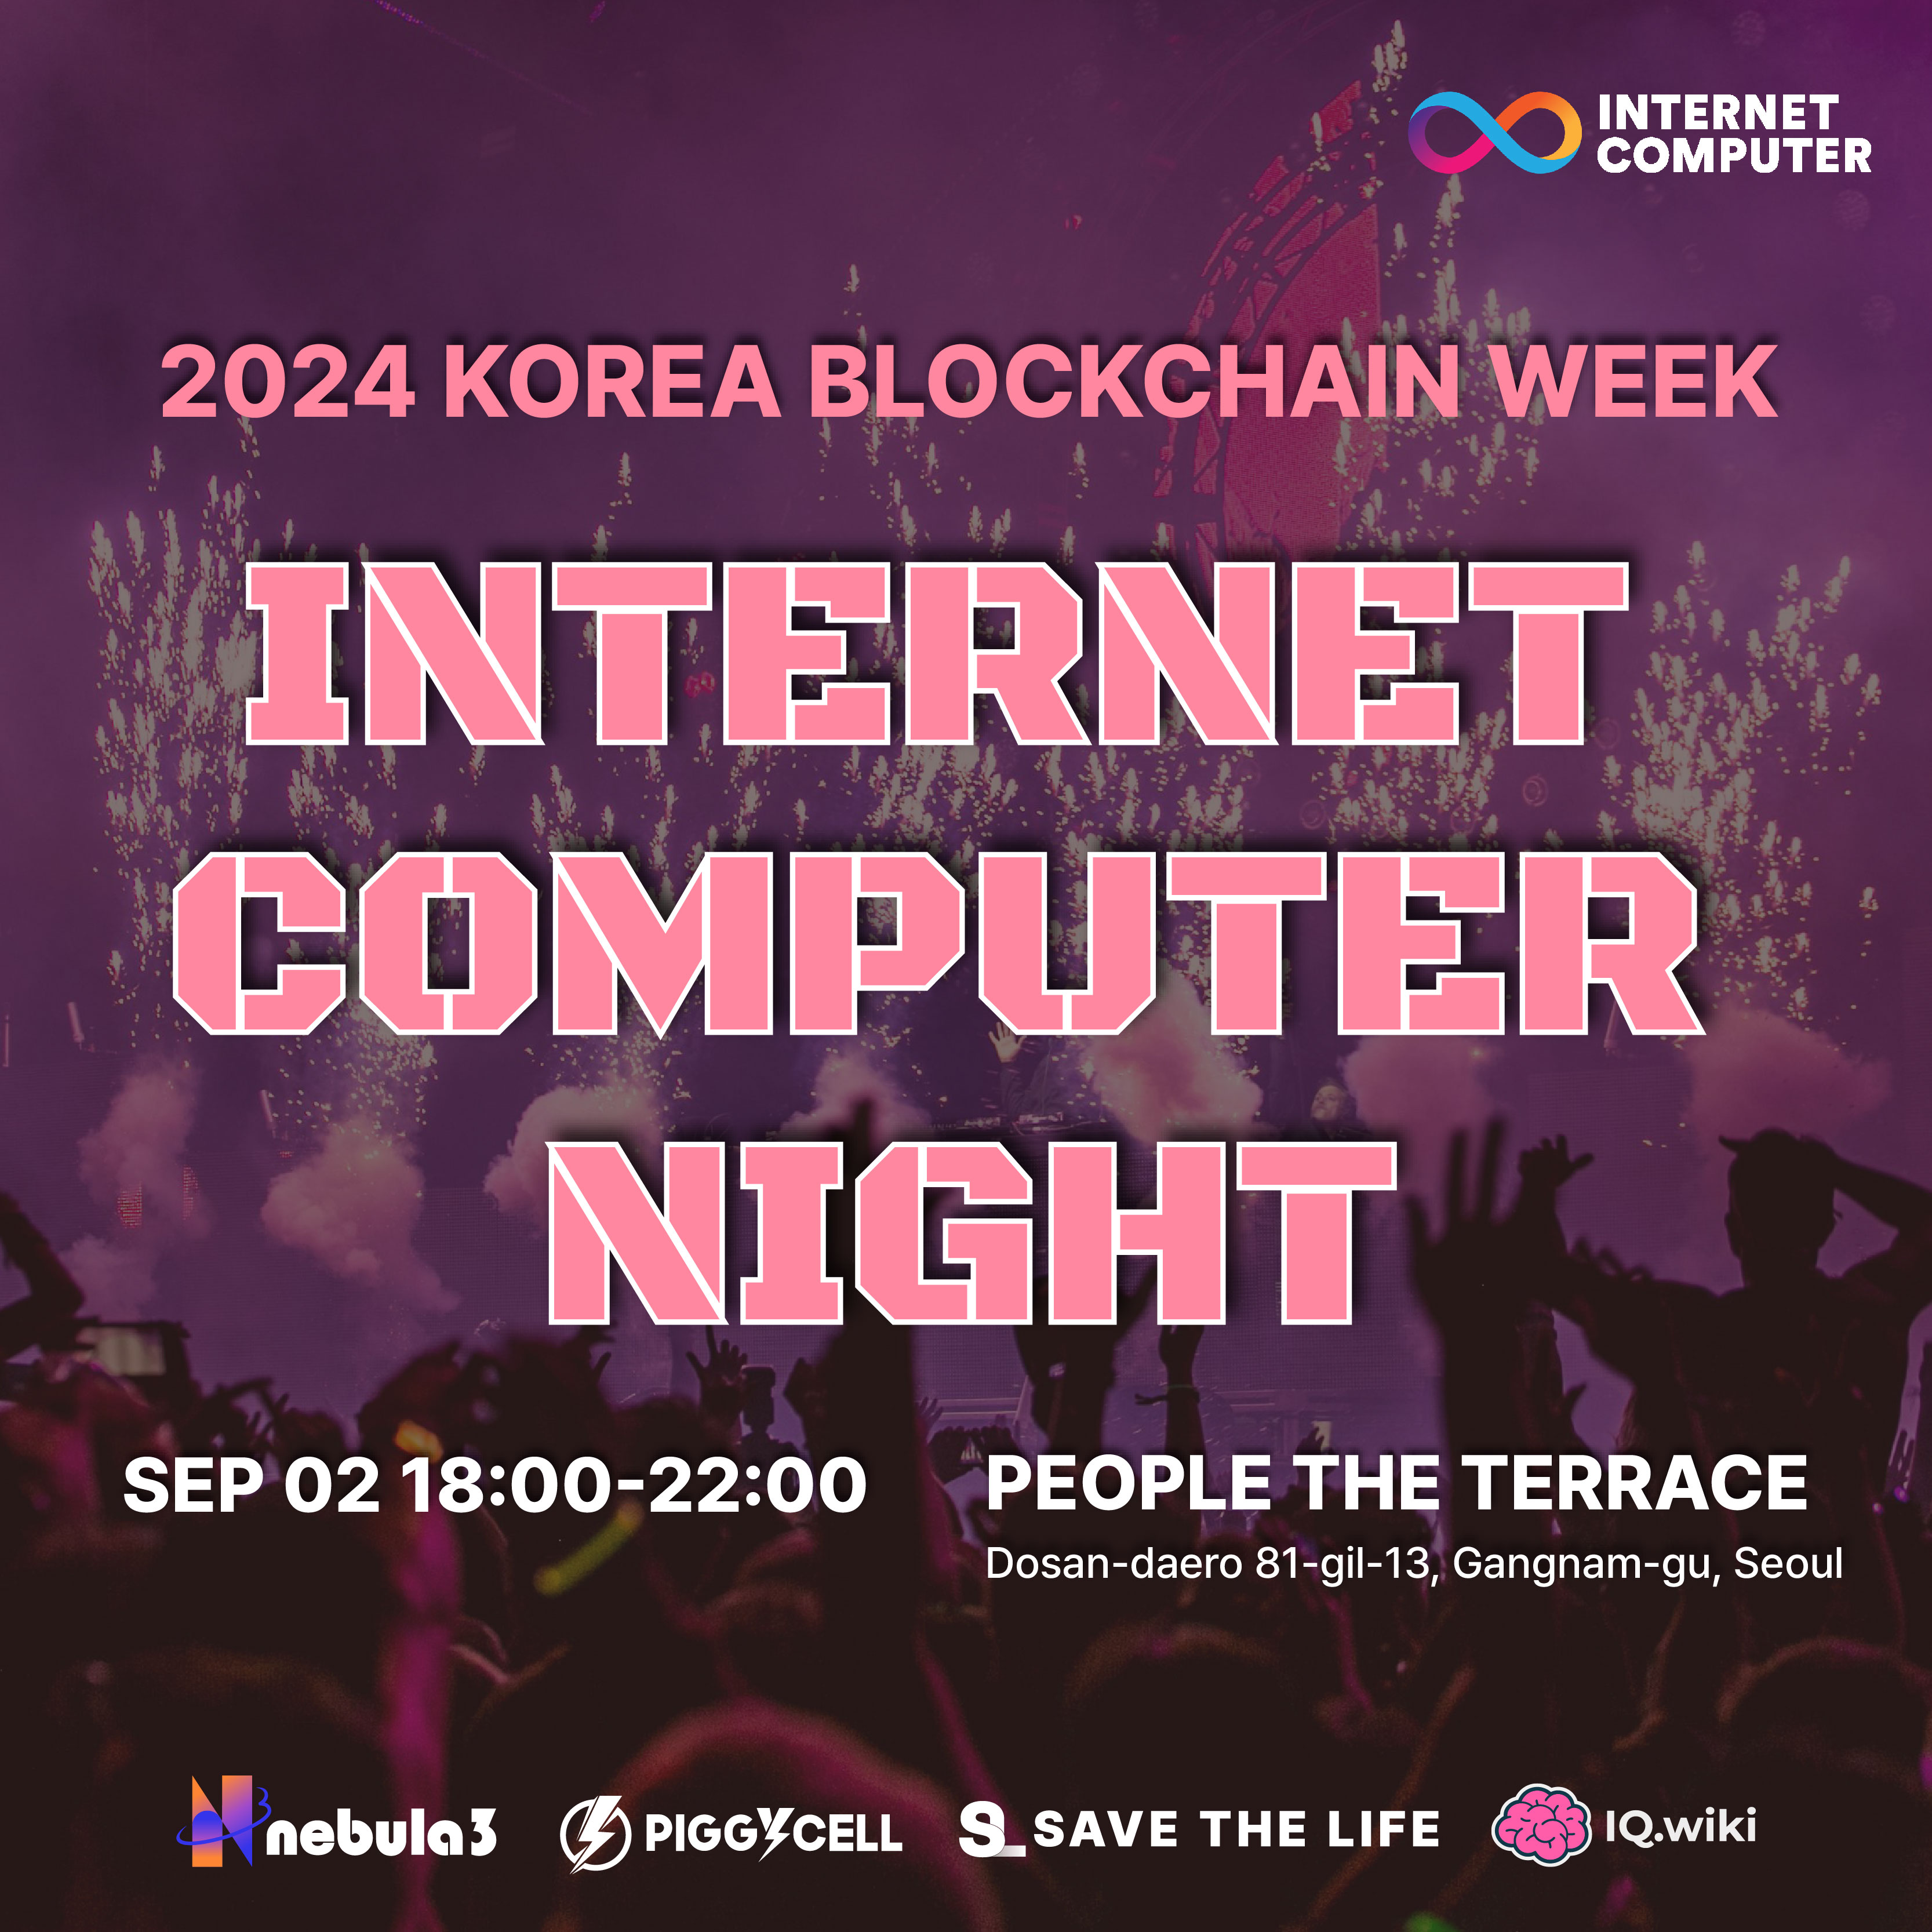 INTERNET
COMPUTER
2024 KOREA BLOCKCHAIN WEEK
INTERNET
COMPUTER
NIGHT
SEP 02 18:00-22:00
PEOPLE THE TERRACE
Dosan-daero 81-gil-13, Gangnam-gu, Seoul
nebula3
PIGGYCELL
SAVE THE LIFE
IQ.wiki